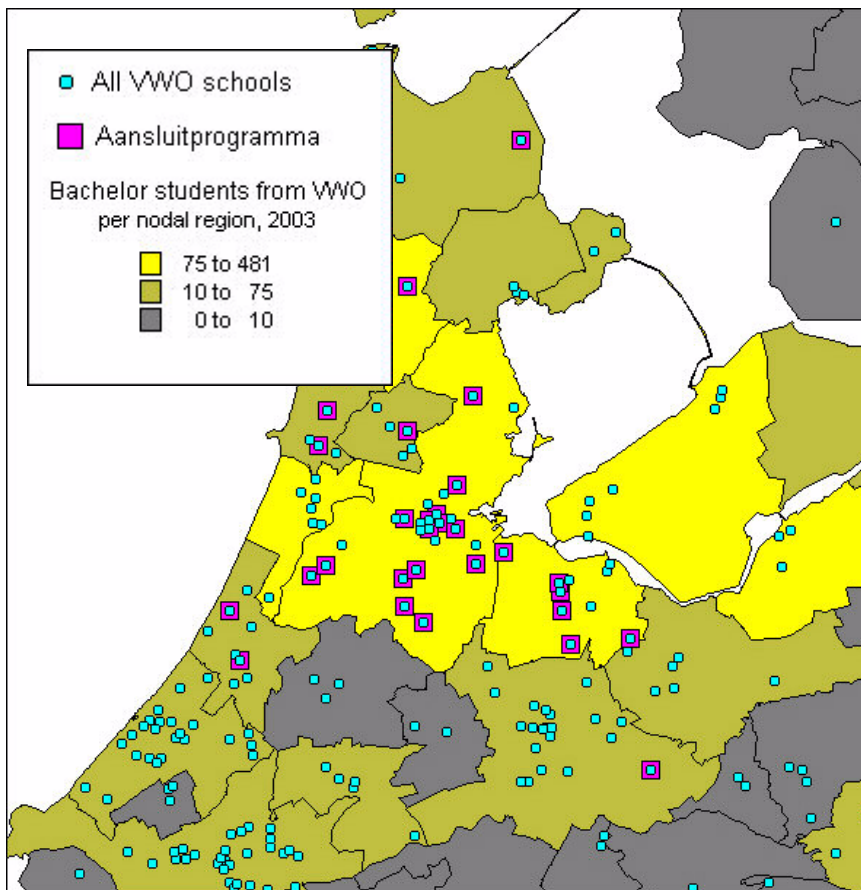 All VWO schools
Aansluitprogramma
Bachelor students from VWO
per nodal region, 2003
75 to 481
10 to 75
0 to 10